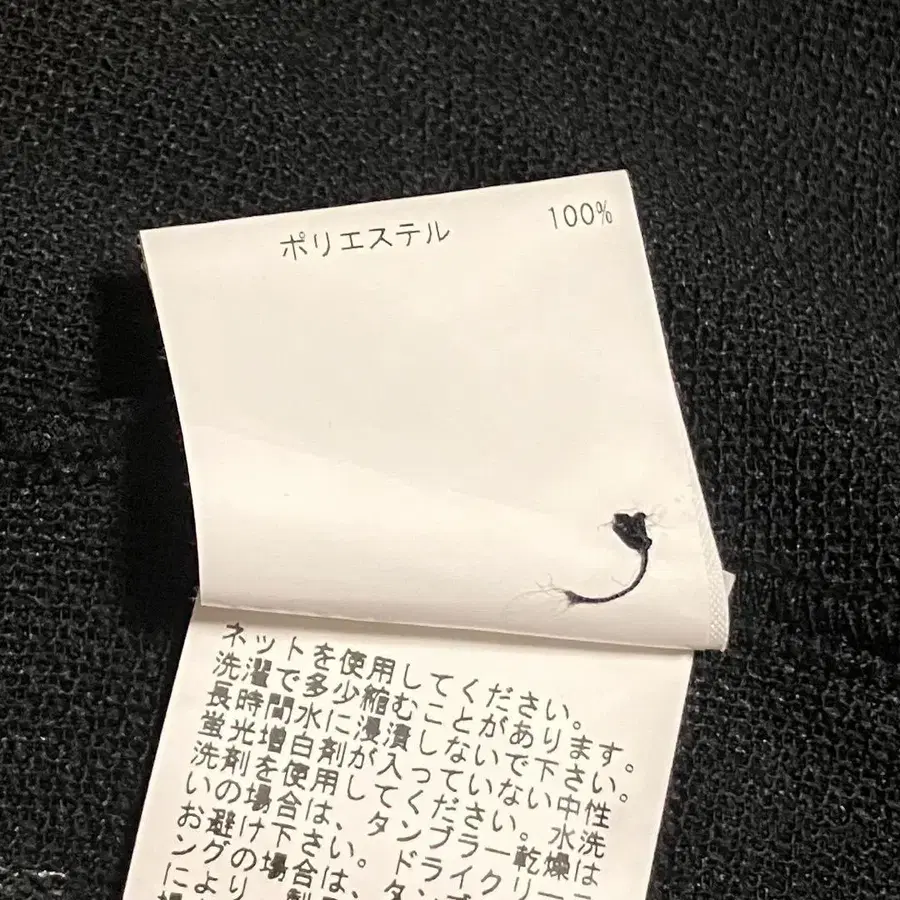 ポリエステル 100%
ネットを使用してください。
洗濯で多少縮むことがあります。
長時間水に浸漬しないで下さい。
蛍光増白剤が入ってない中性
洗剤を使用してください。水洗
いの場合は、タンブラー乾燥は
お避け下さい。ドライクリーニ
ングの場合は、